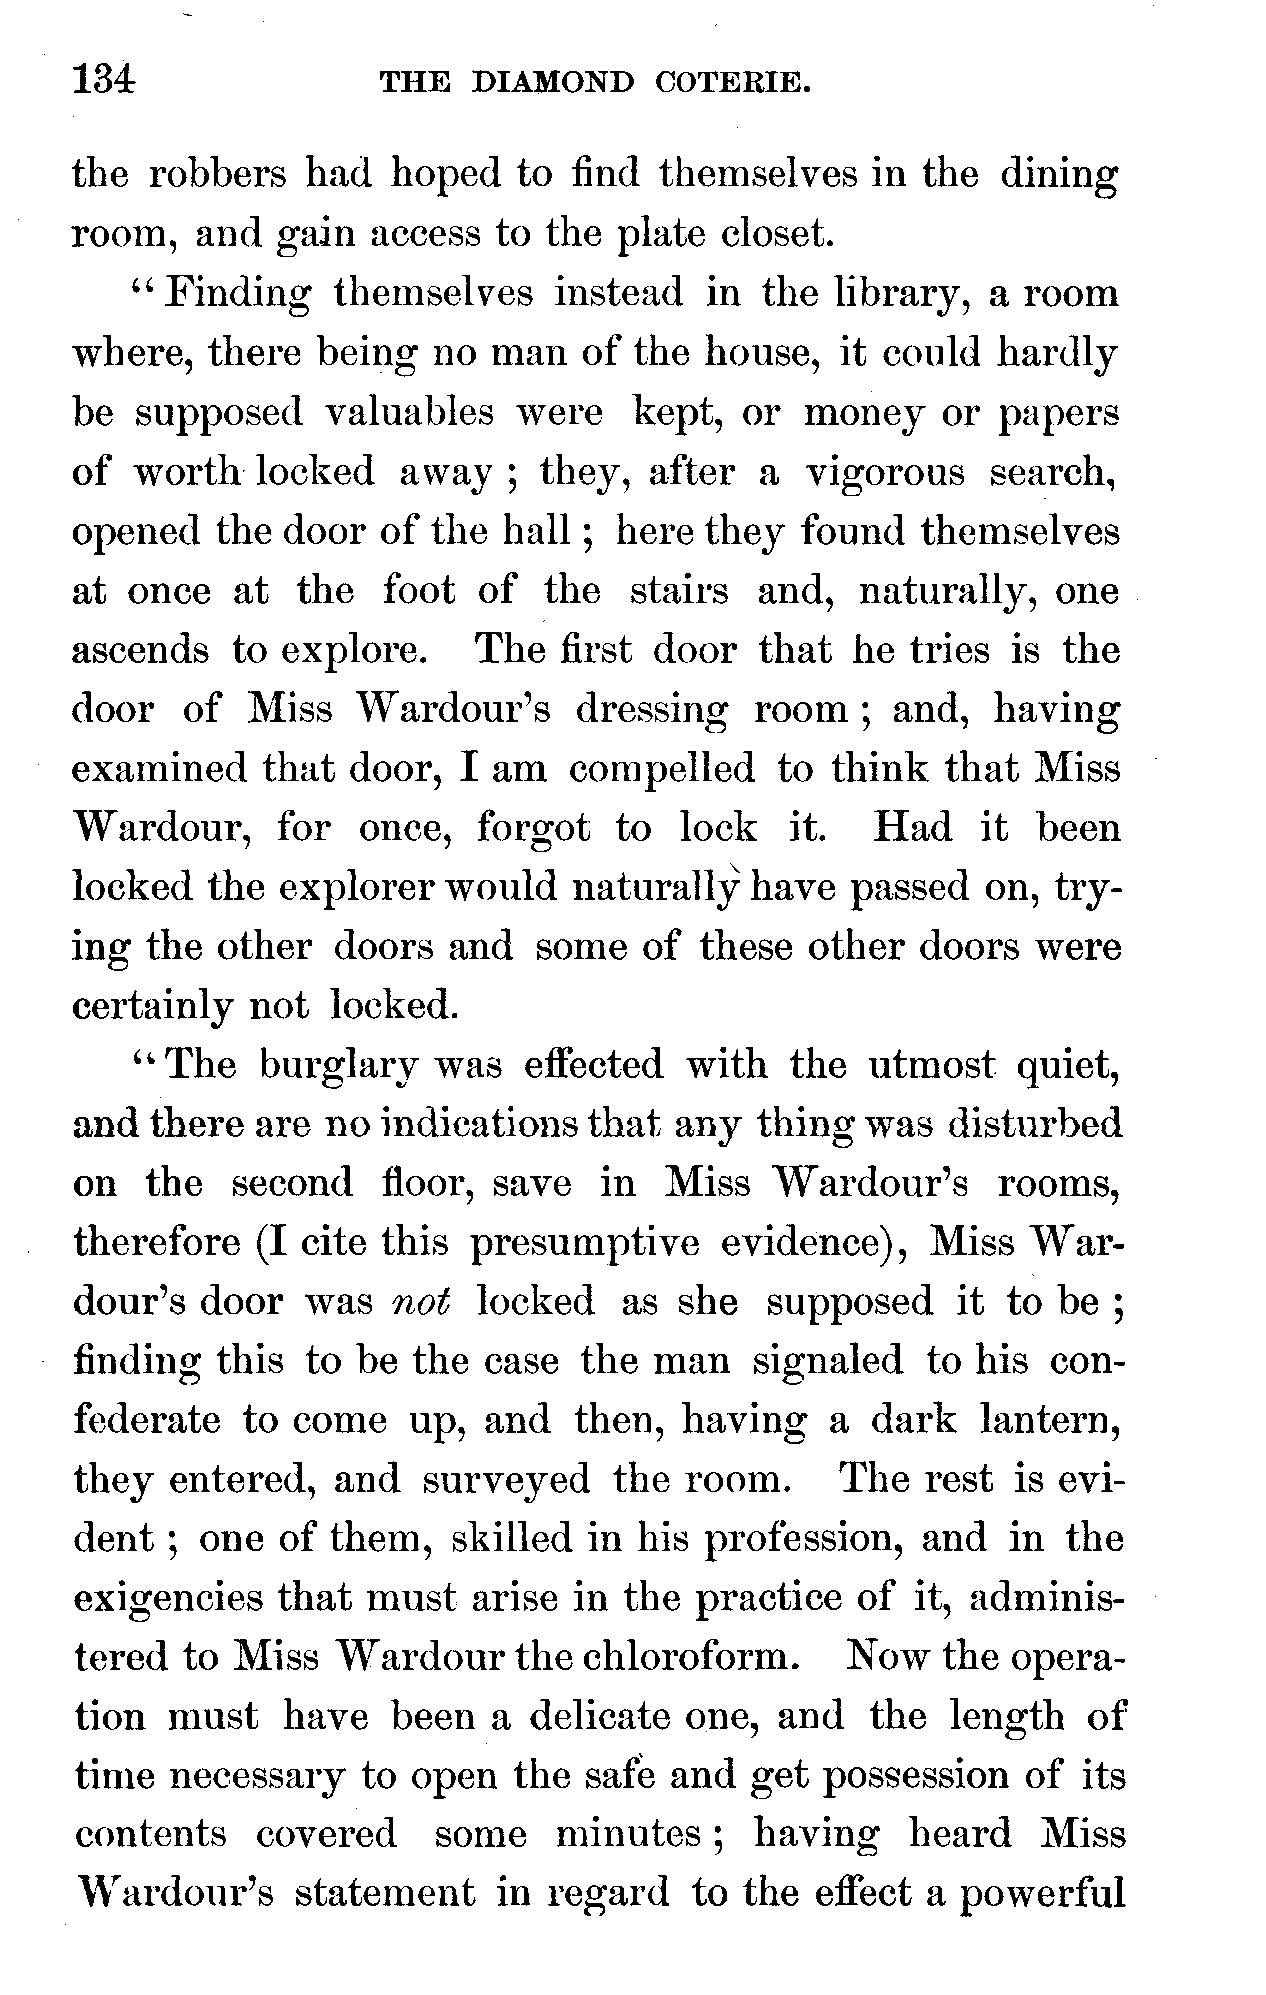 134 THE DIAMOND COTERIE.
the robbers had hoped to find themselves in the dining
room, and gain access to the plate closet.
“Finding themselves instead in the library, a room
where, there being no man of the house, it could hardly
be supposed valuables were kept, or money or papers
of worth locked away ; they, after a vigorous search,
opened the door of the hall ; here they found themselves
at once at the foot of the stairs and, naturally, one
ascends to explore. The first door that he tries is the
door of Miss Wardour’s dressing room ; and, having
examined that door, I am compelled to think that Miss
Wardour, for once, forgot to lock it. Had it been
locked the explorer would naturally have passed on, try-
ing the other doors and some of these other doors were
certainly not locked.
“The burglary was effected with the utmost quiet,
and there are no indications that any thing was disturbed
on the second floor, save in Miss Wardour’s rooms,
therefore (I cite this presumptive evidence), Miss War-
dour’s door was not locked as she supposed it to be ;
finding this to be the case the man signaled to his con-
federate to come up, and then, having a dark lantern,
they entered, and surveyed the room. The rest is evi-
dent ; one of them, skilled in his profession, and in the
exigencies that must arise in the practice of it, adminis-
tered to Miss Wardour the chloroform. Now the opera-
tion must have been a delicate one, and the length of
time necessary to open the safe and get possession of its
contents covered some minutes ; having heard Miss
Wardour’s statement in regard to the effect a powerful